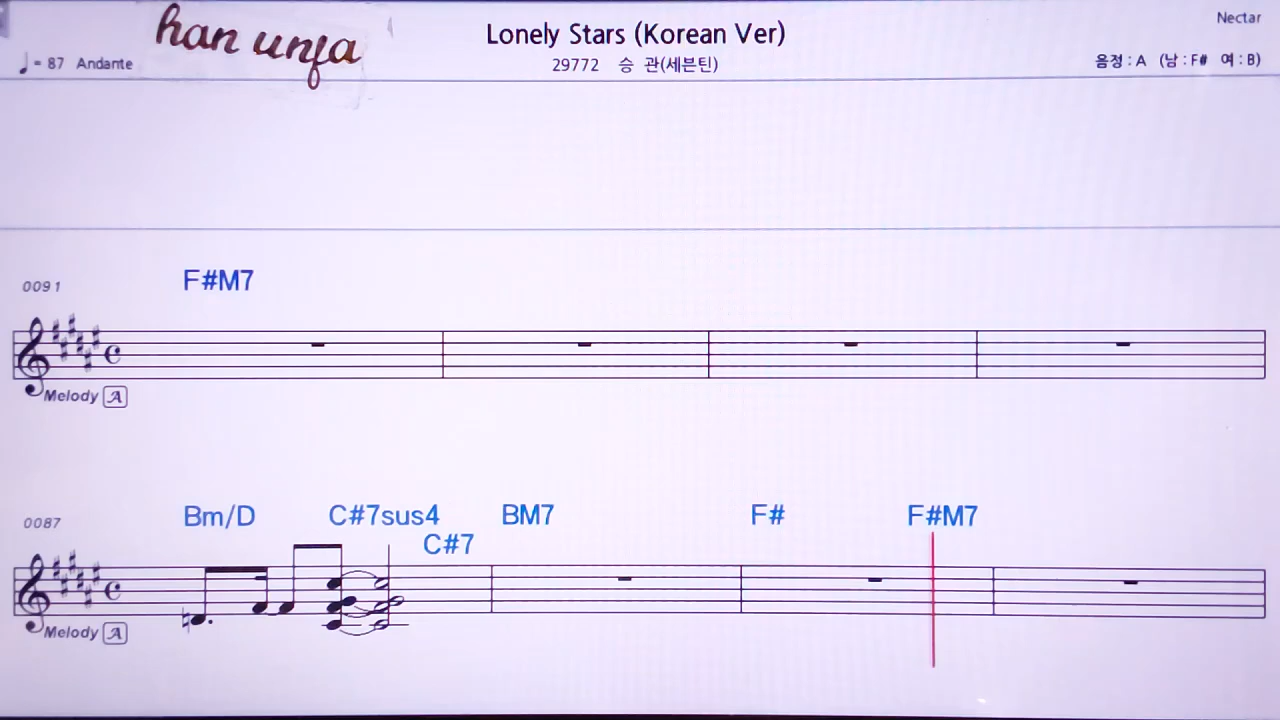 han unfa
Lonely Stars (Korean Ver)
Nectar
♩ = 87 Andante
29772 승 관(세븐틴)
음정 : A (남 : F# 여 : B)
0091
F#M7
Melody A
0087
Bm/D C#7sus4 BM7 F# F#M7
C#7
Melody A